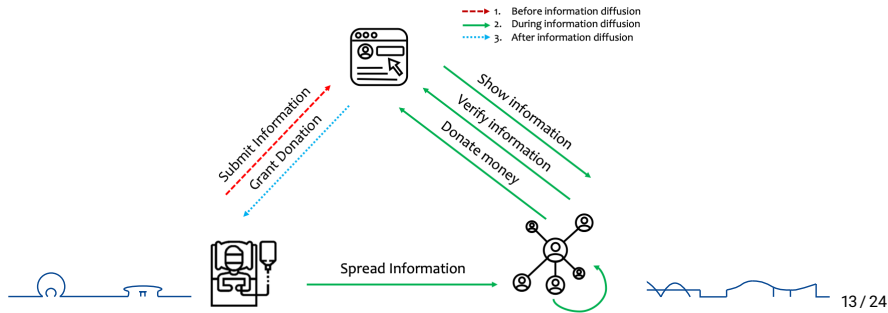 1. Before information diffusion
2. During information diffusion
3. After information diffusion
Submit Information
Grant Donation
Show information
Verify information
Donate money
Spread Information
13 / 24